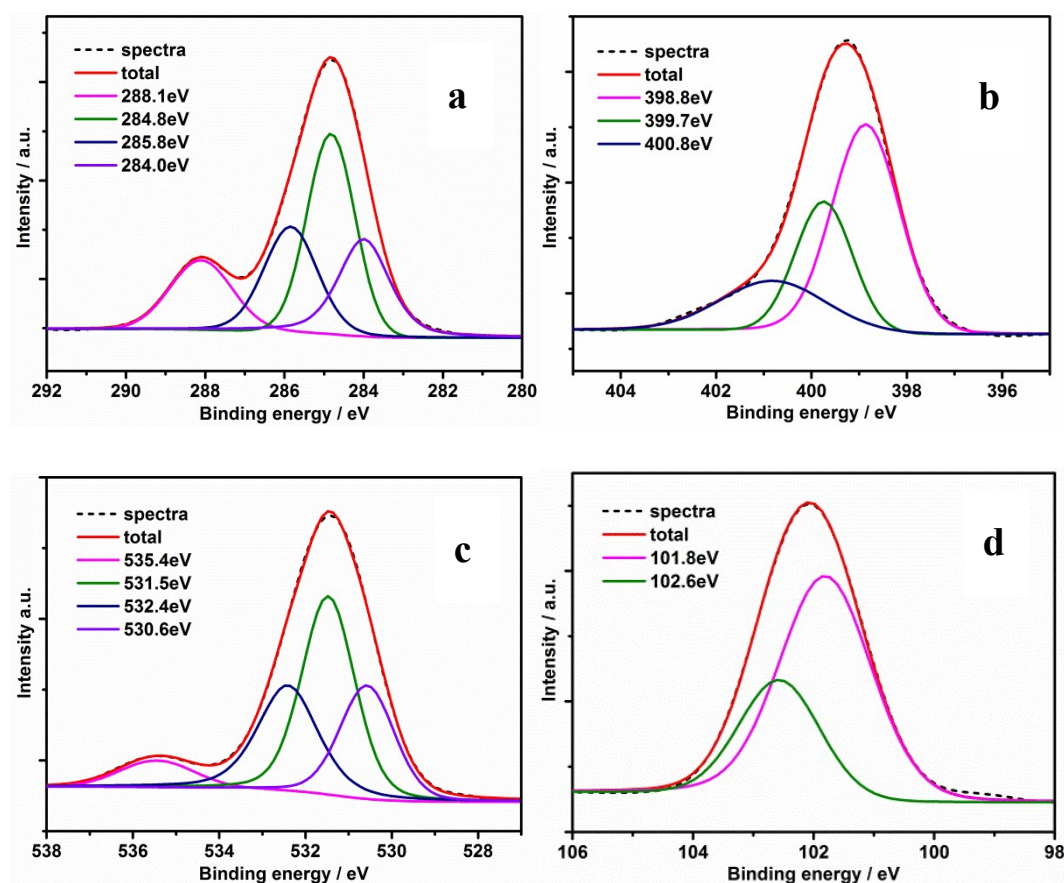 spectra
total
288.1eV
284.8eV
285.8eV
284.0eV
a
Intensity / a.u.
292 290 288 286 284 282 280
Binding energy / eV
spectra
total
398.8eV
399.7eV
400.8eV
b
Intensity a.u.
404 402 400 398 396
Binding energy / eV
spectra
total
535.4eV
531.5eV
532.4eV
530.6eV
c
Intensity a.u.
538 536 534 532 530 528
Binding energy / eV
spectra
total
101.8eV
102.6eV
d
Intensity / a.u.
106 104 102 100 98
Binding energy / eV